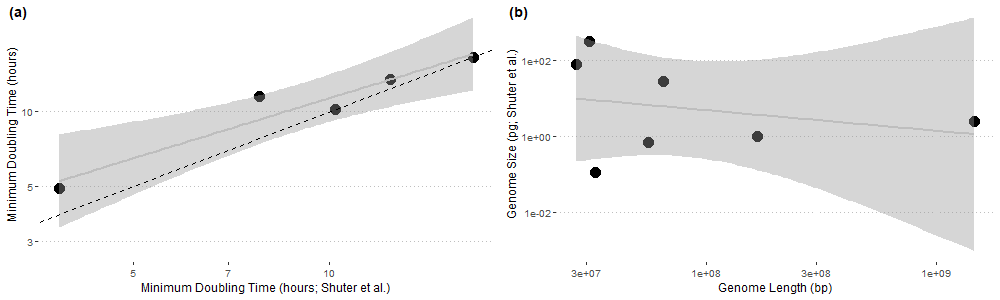 (a)
Minimum Doubling Time (hours)
10
5
3
5
7
10
Minimum Doubling Time (hours; Shuter et al.)
(b)
Genome Size (pg; Shuter et al.)
1e+02
1e+00
1e-02
3e+07
1e+08
3e+08
1e+09
Genome Length (bp)